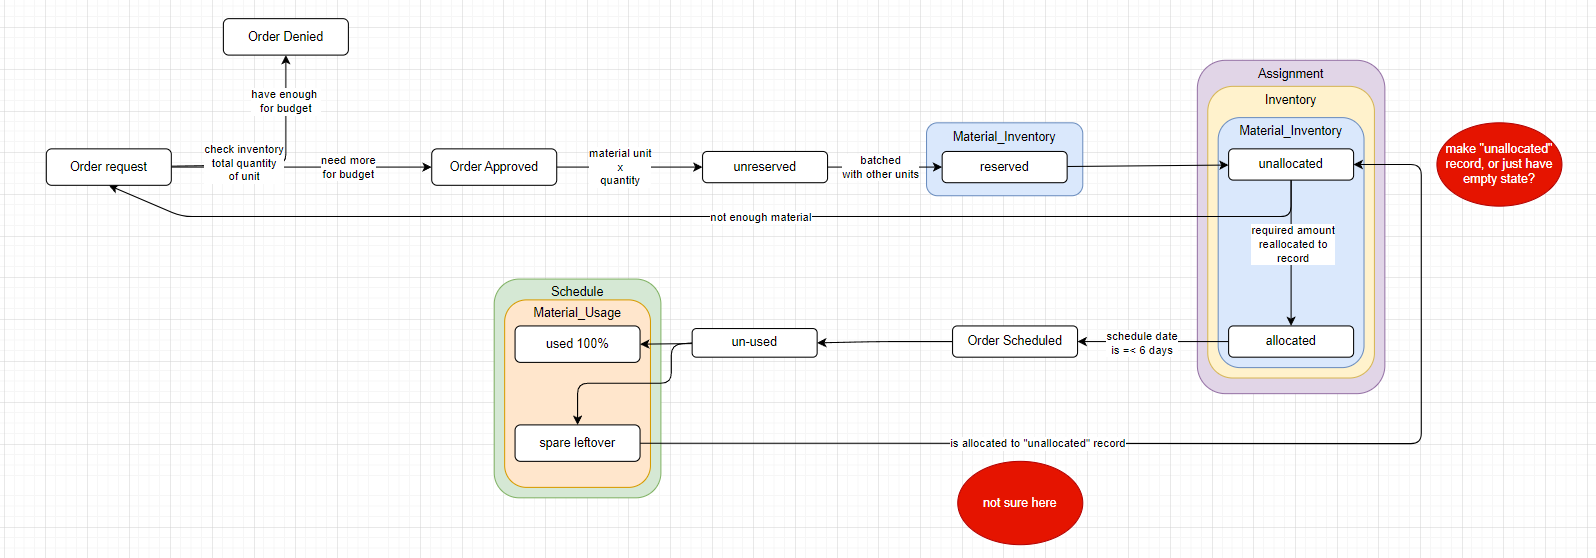 Order Denied
have enough
for budget
Order request
check inventory
total quantity
of unit
need more
for budget
Order Approved
material unit
x
quantity
unreserved
batched
with other units
Material_Inventory
reserved
Assignment
Inventory
Material_Inventory
unallocated
make "unallocated"
record, or just have
empty state?
not enough material
required amount
reallocated to
record
allocated
schedule date
is =< 6 days
Order Scheduled
un-used
Schedule
Material_Usage
used 100%
spare leftover
is allocated to "unallocated" record
not sure here